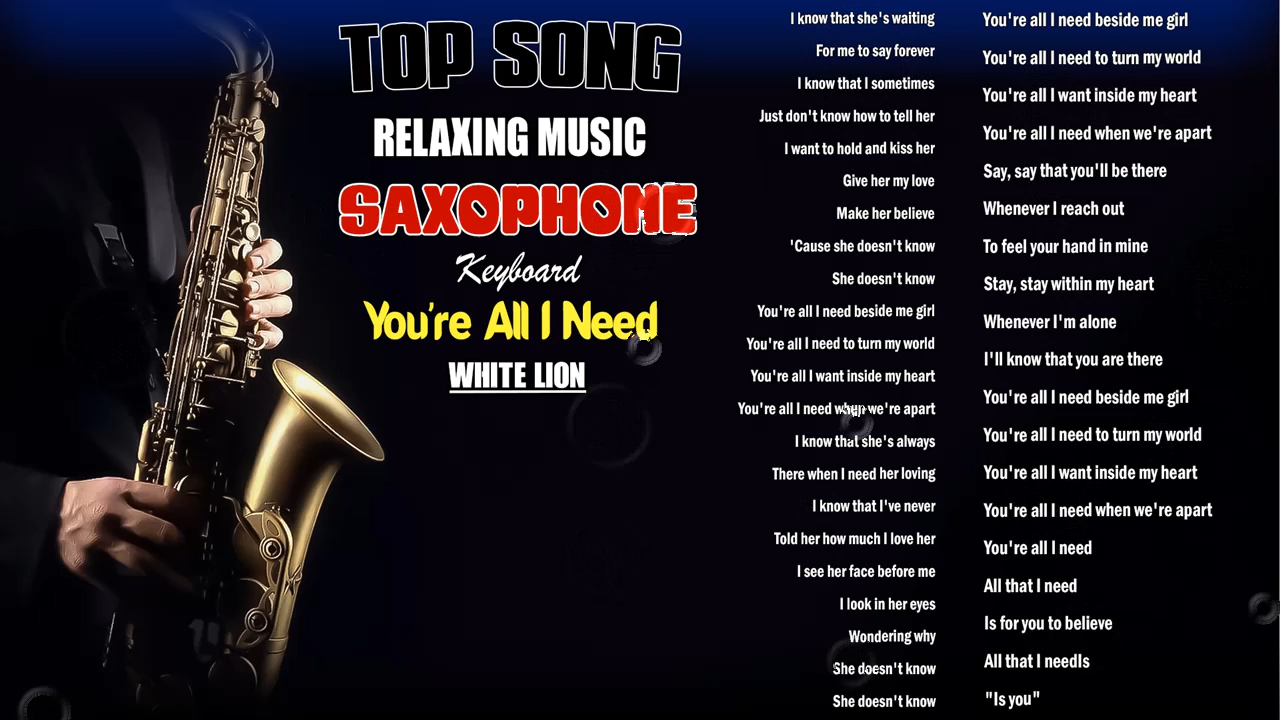 TOP SONG
RELAXING MUSIC
SAXOPHONE
Keyboard
You're All I Need
WHITE LION
I know that she's waiting
For me to say forever
I know that I sometimes
Just don't know how to tell her
I want to hold and kiss her
Give her my love
Make her believe
'Cause she doesn't know
She doesn't know
You're all I need beside me girl
You're all I need to turn my world
You're all I want inside my heart
You're all I need when we're apart
I know that she's always
There when I need her loving
I know that I've never
Told her how much I love her
I see her face before me
I look in her eyes
Wondering why
She doesn't know
She doesn't know
You're all I need beside me girl
You're all I need to turn my world
You're all I want inside my heart
You're all I need when we're apart
Say, say that you'll be there
Whenever I reach out
To feel your hand in mine
Stay, stay within my heart
Whenever I'm alone
I'll know that you are there
You're all I need beside me girl
You're all I need to turn my world
You're all I want inside my heart
You're all I need when we're apart
You're all I need
All that I need
Is for you to believe
All that I needIs
"Is you"